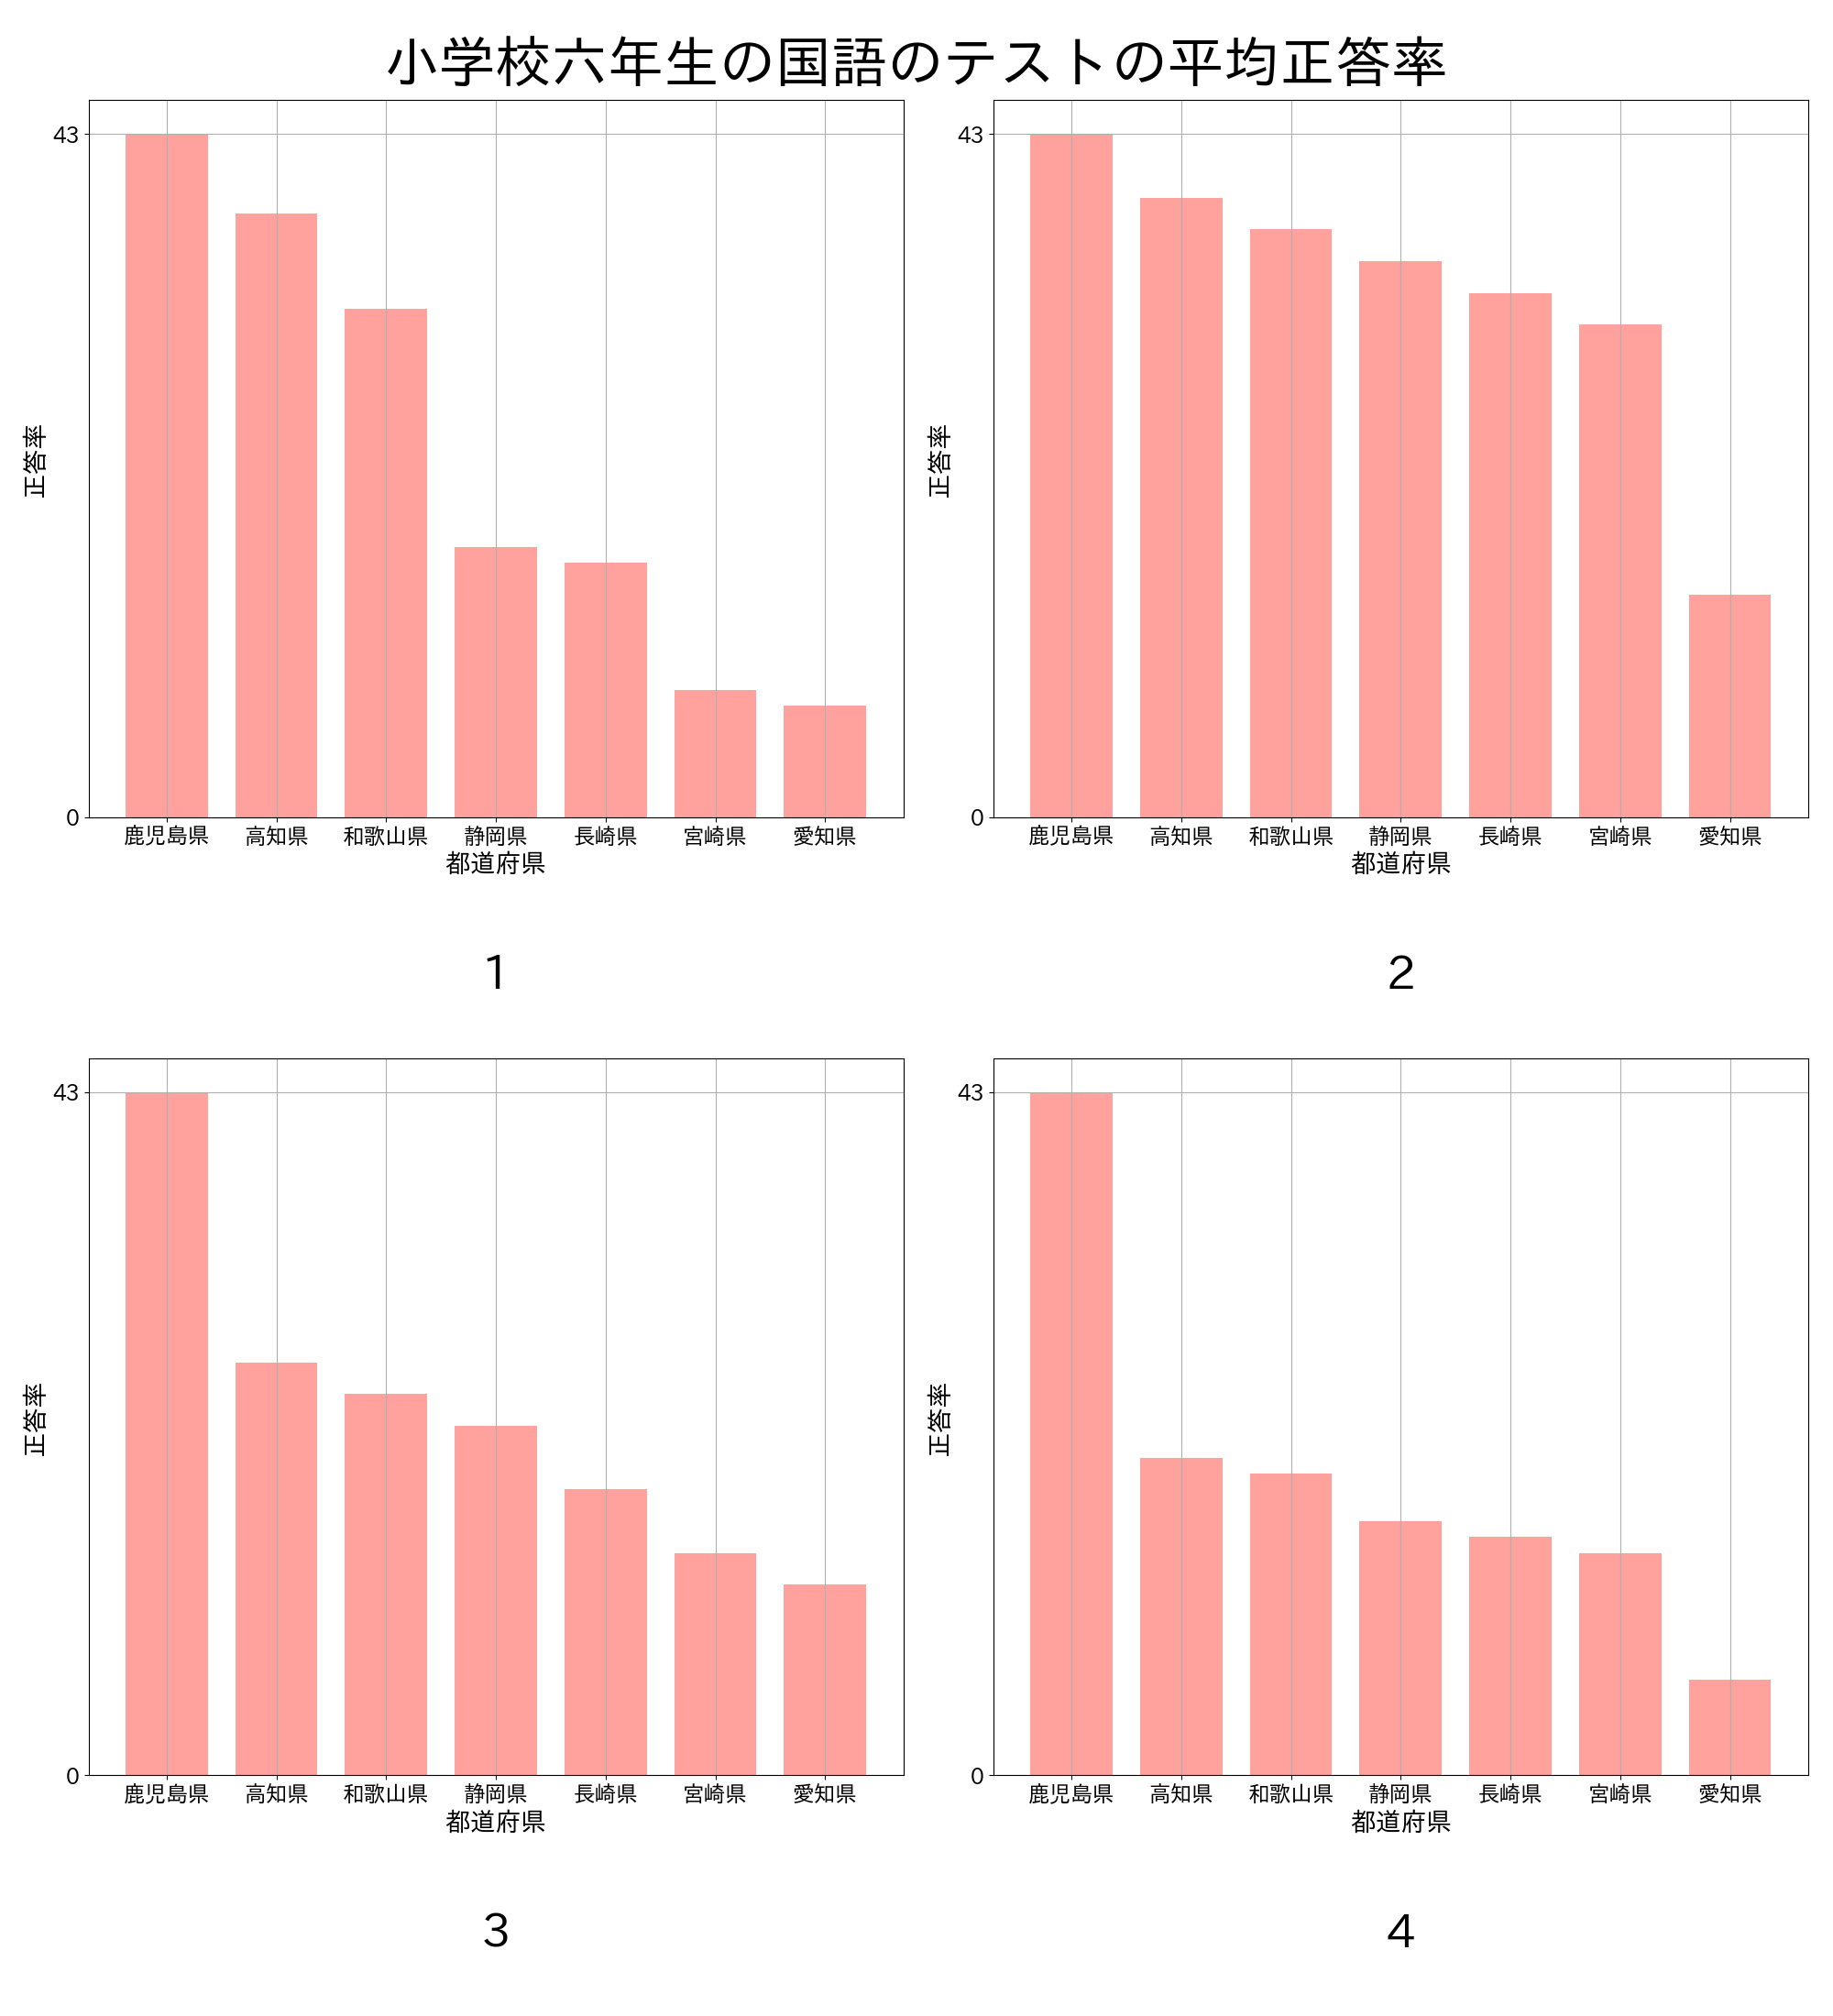 小学校六年生の国語のテストの平均正答率
43
0
正答率
鹿児島県 高知県 和歌山県 静岡県 長崎県 宮崎県 愛知県
都道府県
1
43
0
正答率
鹿児島県 高知県 和歌山県 静岡県 長崎県 宮崎県 愛知県
都道府県
2
43
0
正答率
鹿児島県 高知県 和歌山県 静岡県 長崎県 宮崎県 愛知県
都道府県
3
43
0
正答率
鹿児島県 高知県 和歌山県 静岡県 長崎県 宮崎県 愛知県
都道府県
4